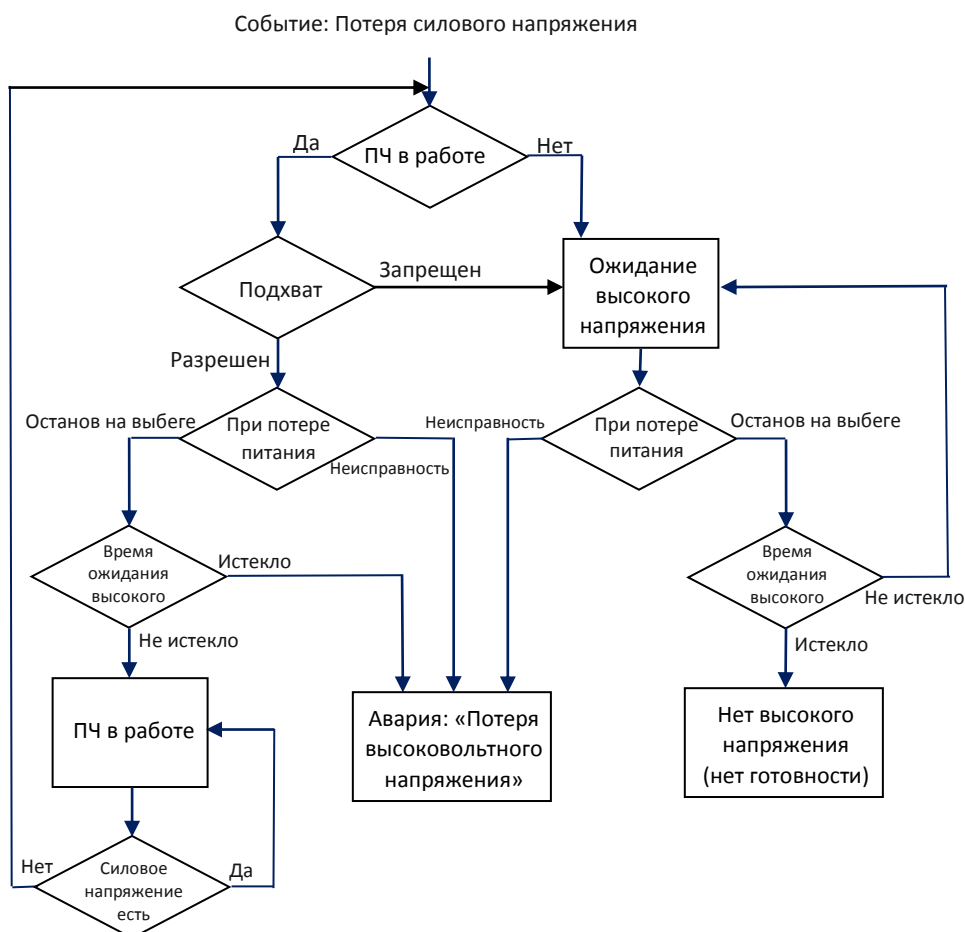 Событие: Потеря силового напряжения
Да
ПЧ в работе
Нет
Подхват
Запрещен
Ожидание
высокого
напряжения
Разрешен
Останов на выбеге
При потере
питания
Неисправность
Неисправность
При потере
питания
Останов на выбеге
Время
ожидания
высокого
Истекло
Не истекло
Время
ожидания
высокого
Не истекло
Истекло
ПЧ в работе
Авария: «Потеря
высоковольтного
напряжения»
Нет высокого
напряжения
(нет готовности)
Нет
Силовое
напряжение
есть
Да